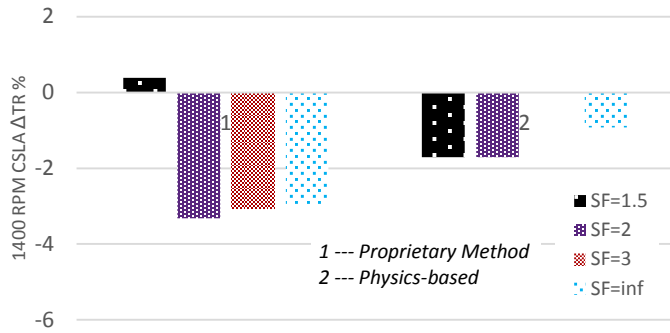 1400 RPM CSLA ΔTR %
2
0
-2
-4
-6
1
2
SF=1.5
SF=2
SF=3
SF=inf
1 --- Proprietary Method
2 --- Physics-based